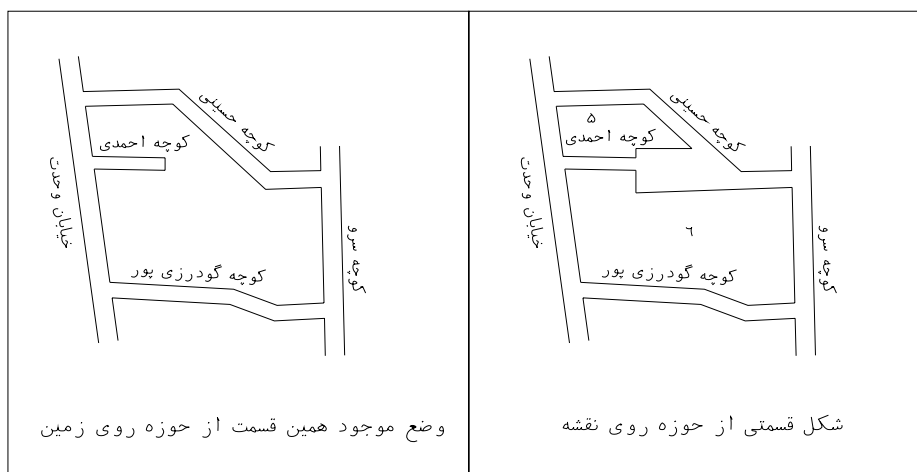 کوچه حسینی
۵
کوچه احمدی
خیابان وحدت
کوچه سرو
٦
کوچه گودرزی پور
شکل قسمتی از حوزه روی نقشه
کوچه حسینی
کوچه احمدی
خیابان وحدت
کوچه سرو
کوچه گودرزی پور
وضع موجود همین قسمت از حوزه روی زمین